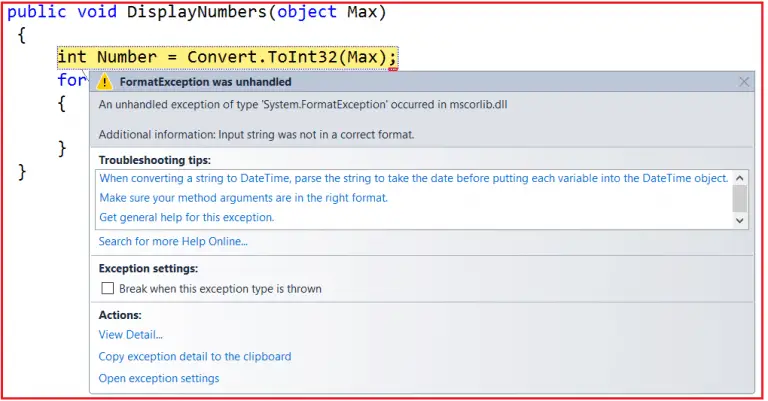 public void DisplayNumbers(object Max)
{
int Number = Convert.ToInt32(Max);
for
FormatException was unhandled
{
An unhandled exception of type 'System.FormatException' occurred in mscorlib.dll
Additional information: Input string was not in a correct format.
}
Troubleshooting tips:
}
When converting a string to DateTime, parse the string to take the date before putting each variable into the DateTime object.
Make sure your method arguments are in the right format.
Get general help for this exception.
Search for more Help Online...
Exception settings:
Break when this exception type is thrown
Actions:
View Detail...
Copy exception detail to the clipboard
Open exception settings